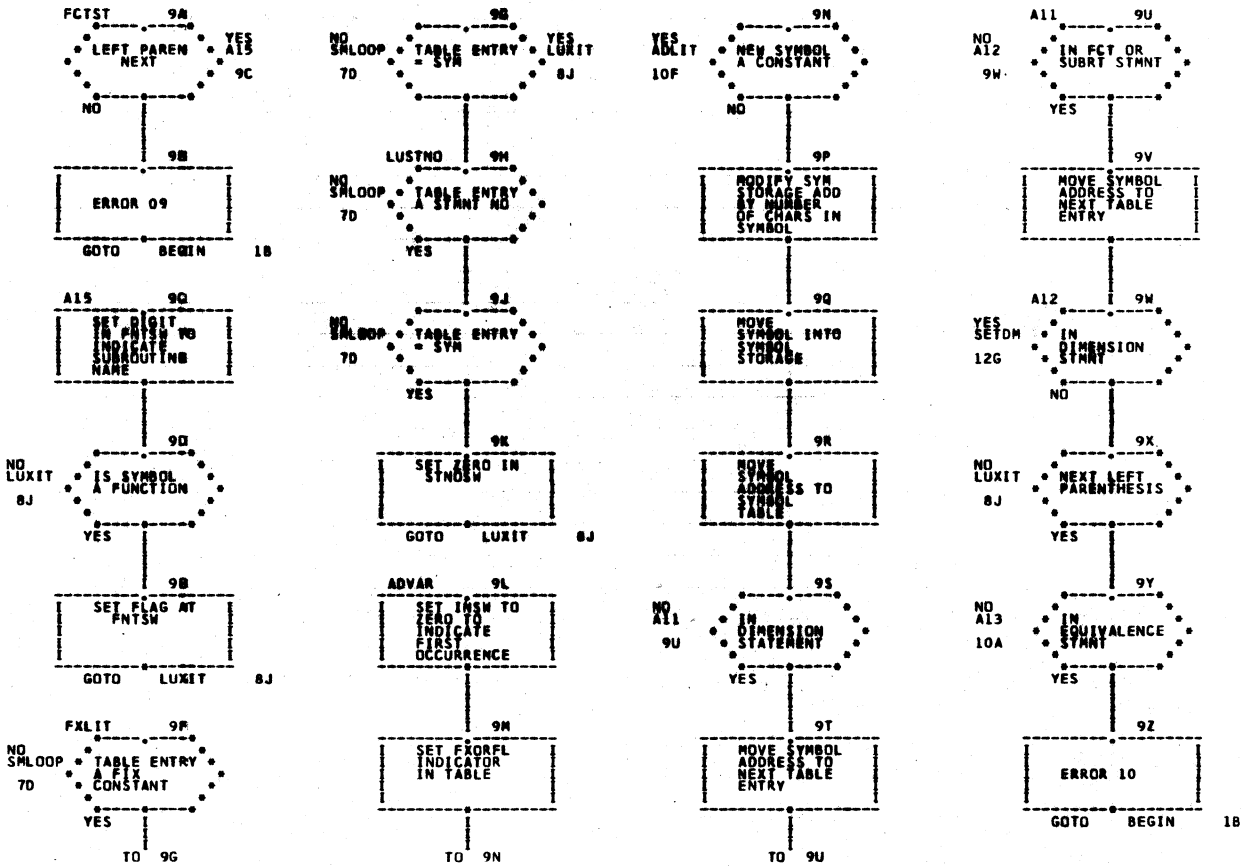 FCTST 9A
LEFT PAREN
NEXT
YES
A15
9C
NO
9B
ERROR 09
GOTO BEGIN 1B
A15
SET DIGIT
IN FNTSW TO
INDICATE
SUBROUTING
NAME
9D
NO
LUXIT
8J
IS SYMBOL
A FUNCTION
YES
SET FLAG AT
FNTSW
GOTO LUXIT 8J
FXLIT 9F
NO
SMLOOP
7D
TABLE ENTRY
A FIX
CONSTANT
YES
TO 9G
NO
SMLOOP
7D
TABLE ENTRY
= SYM
YES
LUXIT
8J
LUSTNO 9H
NO
SMLOOP
7D
TABLE ENTRY
A STMNT NO
YES
9J
NO
SMLOOP
7D
TABLE ENTRY
= SYM
YES
9K
SET ZERO IN
STNOSW
GOTO LUXIT 8J
ADVAR 9L
SET INSW TO
ZERO TO
INDICATE
FIRST
OCCURRENCE
9M
SET FXORFL
INDICATOR
IN TABLE
TO 9N
9N
YES
ADLIT
10F
NEW SYMBOL
A CONSTANT
NO
9P
MODIFY SYM
STORAGE ADD
BY NUMBER
OF CHARS IN
SYMBOL
9Q
MOVE
SYMBOL INTO
SYMBOL
STORAGE
9R
MOVE
SYMBOL
ADDRESS TO
SYMBOL
TABLE
9S
NO
A11
9U
IN
DIMENSION
STATEMENT
YES
9T
MOVE SYMBOL
ADDRESS TO
NEXT TABLE
ENTRY
TO 9U
A11 9U
NO
A12
9W
IN FCT OR
SUBRT STMNT
YES
9V
MOVE SYMBOL
ADDRESS TO
NEXT TABLE
ENTRY
A12 9W
YES
SETDM
12G
IN
DIMENSION
STMNT
NO
9X
NO
LUXIT
8J
NEXT LEFT
PARENTHESIS
YES
9Y
NO
A13
10A
IN
EQUIVALENCE
STMNT
YES
9Z
ERROR 10
GOTO BEGIN 1B